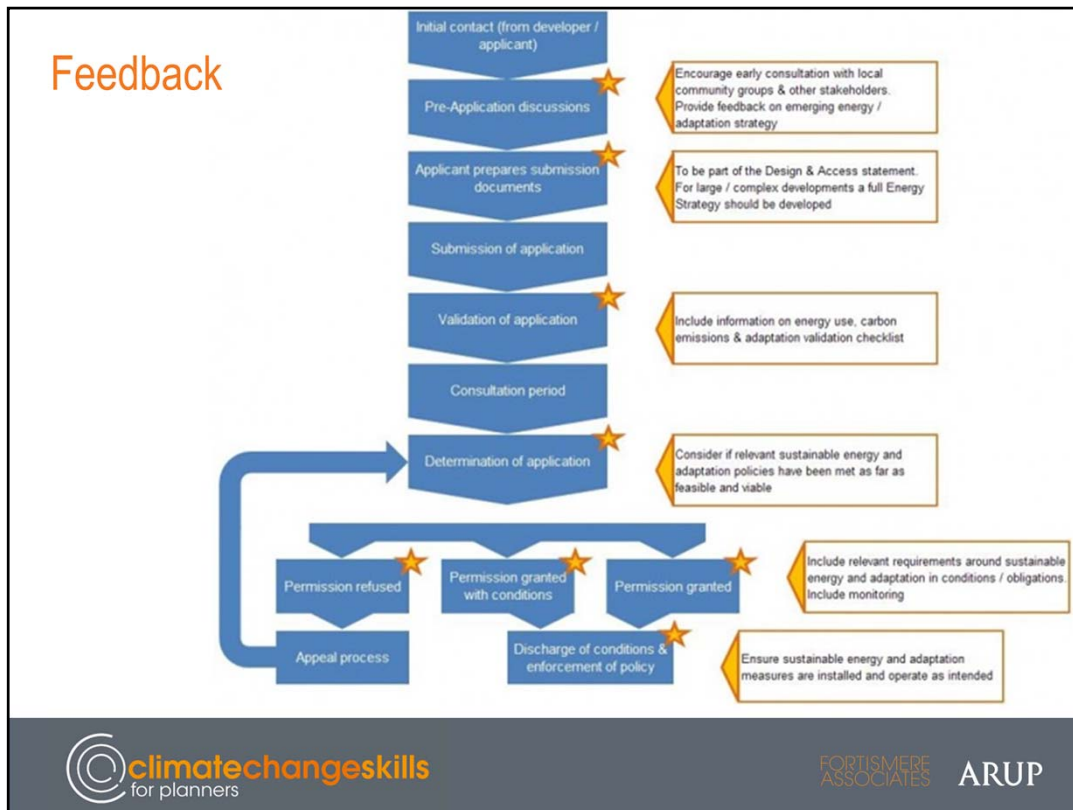 Feedback
Initial contact (from developer /
applicant)
Pre-Application discussions
Encourage early consultation with local
community groups & other stakeholders.
Provide feedback on emerging energy /
adaptation strategy
Applicant prepares submission
documents
To be part of the Design & Access statement.
For large / complex developments a full Energy
Strategy should be developed
Submission of application
Validation of application
Include information on energy use, carbon
emissions & adaptation validation checklist
Consultation period
Determination of application
Consider if relevant sustainable energy and
adaptation policies have been met as far as
feasible and viable
Permission refused
Permission granted
with conditions
Permission granted
Include relevant requirements around sustainable
energy and adaptation in conditions / obligations.
Include monitoring
Appeal process
Discharge of conditions &
enforcement of policy
Ensure sustainable energy and adaptation
measures are installed and operate as intended
climatechangeskills
for planners
FORTISMERE
ASSOCIATES
ARUP